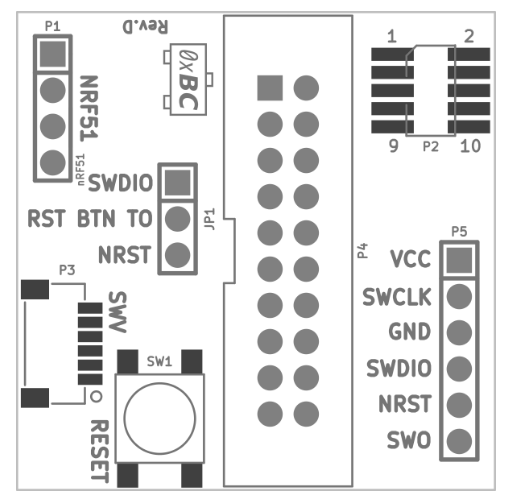 P1
Rev.D
0xBC
NRF51
nRF51
1 2
9 10
P2
SWDIO
RST BTN TO
NRST
JP1
P4
P5
VCC
SWCLK
GND
SWDIO
NRST
SWO
P3
SWV
SW1
RESET